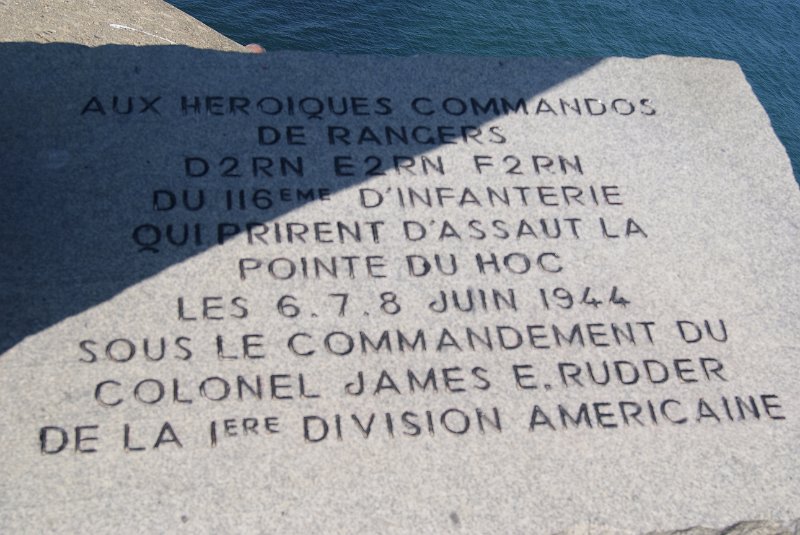 AUX HEROIQUES COMMANDOS
DE RANGERS
D2RN E2RN F2RN
DU 116EME D'INFANTERIE
QUI PRIRENT D'ASSAUT LA
POINTE DU HOC
LES 6.7.8 JUIN 1944
SOUS LE COMMANDEMENT DU
COLONEL JAMES E.RUDDER
DE LA 1ERE DIVISION AMERICAINE